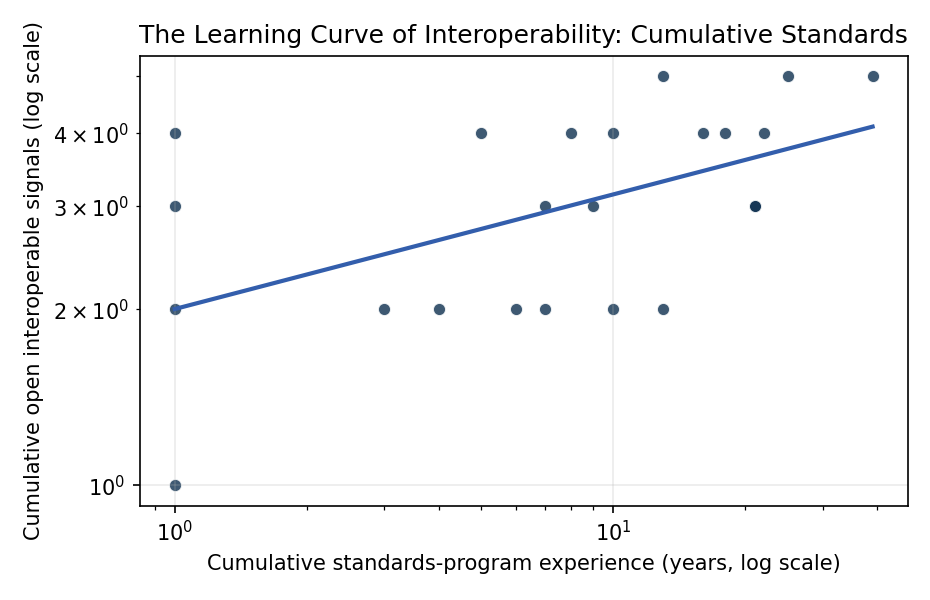 The Learning Curve of Interoperability: Cumulative Standards
Cumulative open interoperable signals (log scale)
4 × 10⁰
3 × 10⁰
2 × 10⁰
10⁰
10⁰
10¹
Cumulative standards-program experience (years, log scale)